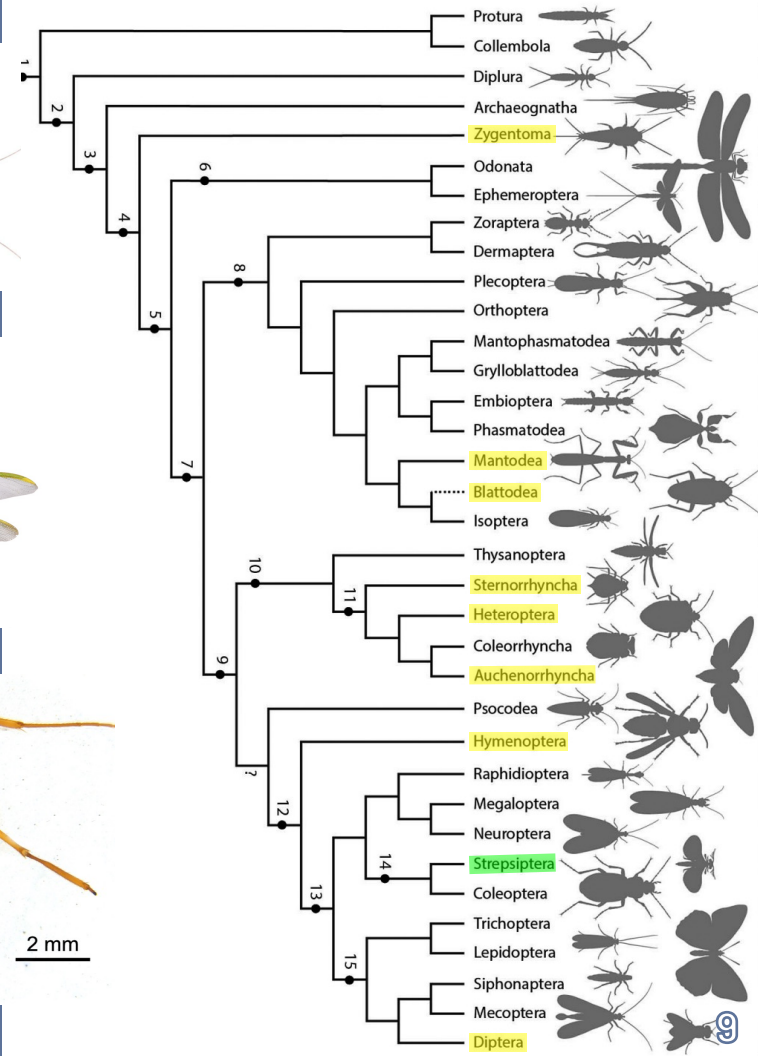 Protura
Collembola
1
Diplura
2
Archaeognatha
Zygentoma
3
Odonata
6
Ephemeroptera
4
Zoraptera
Dermaptera
8
Plecoptera
5
Orthoptera
Mantophasmatodea
Grylloblattodea
Embioptera
Phasmatodea
Mantodea
7
Blattodea
Isoptera
Thysanoptera
10
Sternorrhyncha
11
Heteroptera
Coleorrhyncha
9
Auchenorrhyncha
Psocodea
Hymenoptera
?
Raphidioptera
12
Megaloptera
Neuroptera
Strepsiptera
14
Coleoptera
13
Trichoptera
2 mm
Lepidoptera
15
Siphonaptera
Mecoptera
9
Diptera